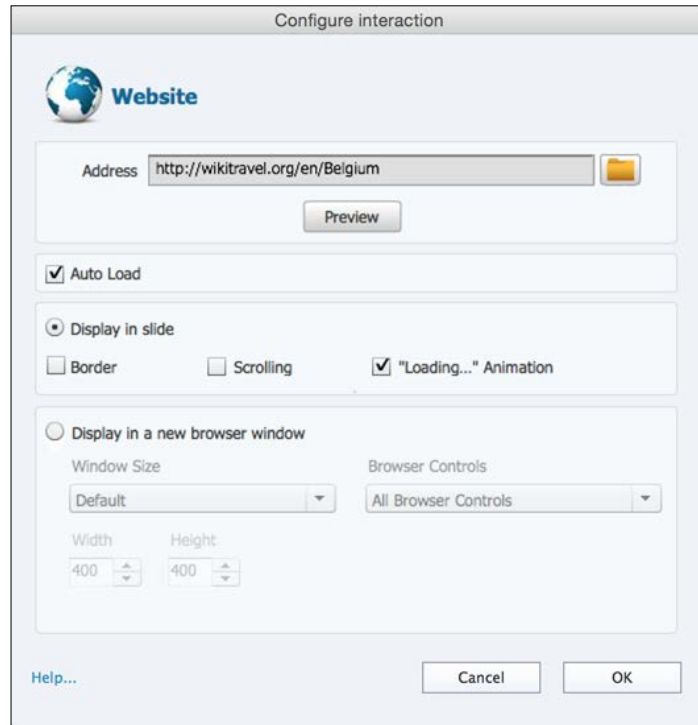 Configure interaction
Website
Address http://wikitravel.org/en/Belgium
Preview
Auto Load
Display in slide
Border Scrolling "Loading..." Animation
Display in a new browser window
Window Size Browser Controls
Default All Browser Controls
Width Height
400 400
Help... Cancel OK